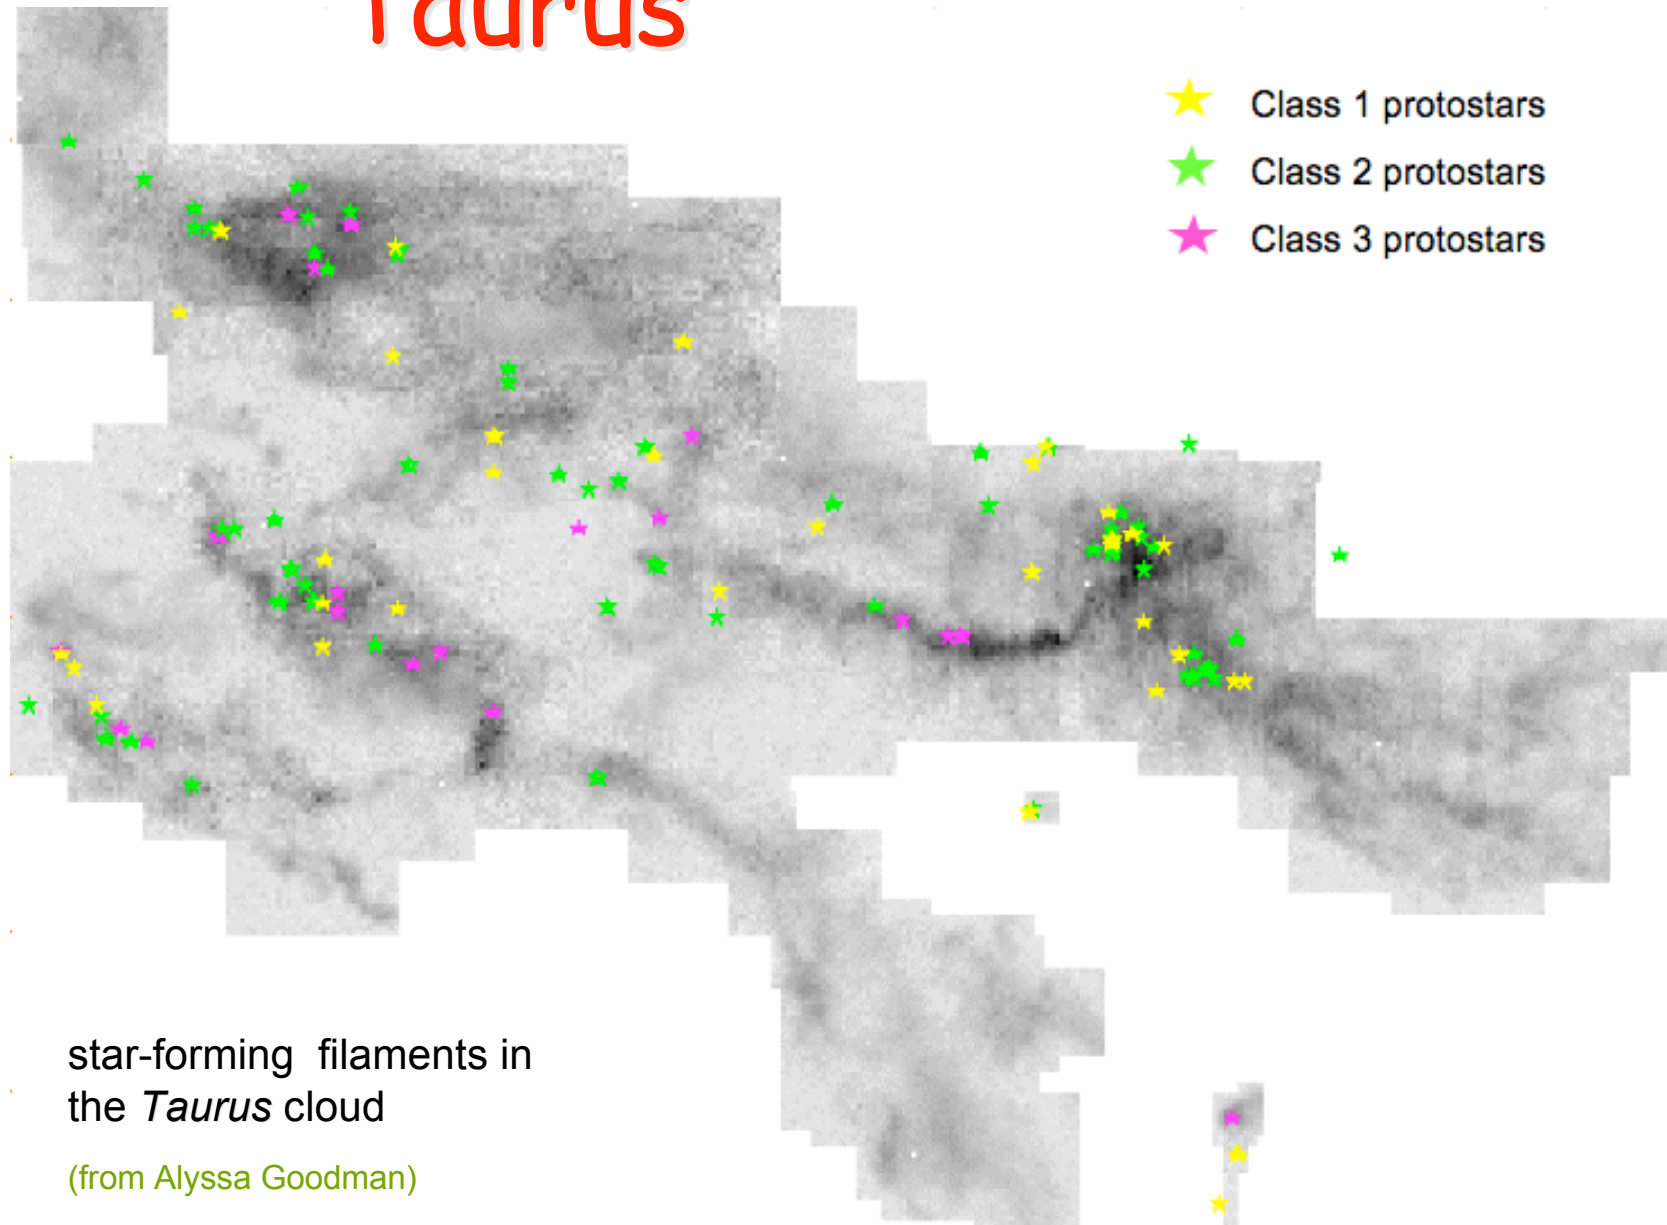 Taurus
Class 1 protostars
Class 2 protostars
Class 3 protostars
star-forming filaments in
the Taurus cloud
(from Alyssa Goodman)